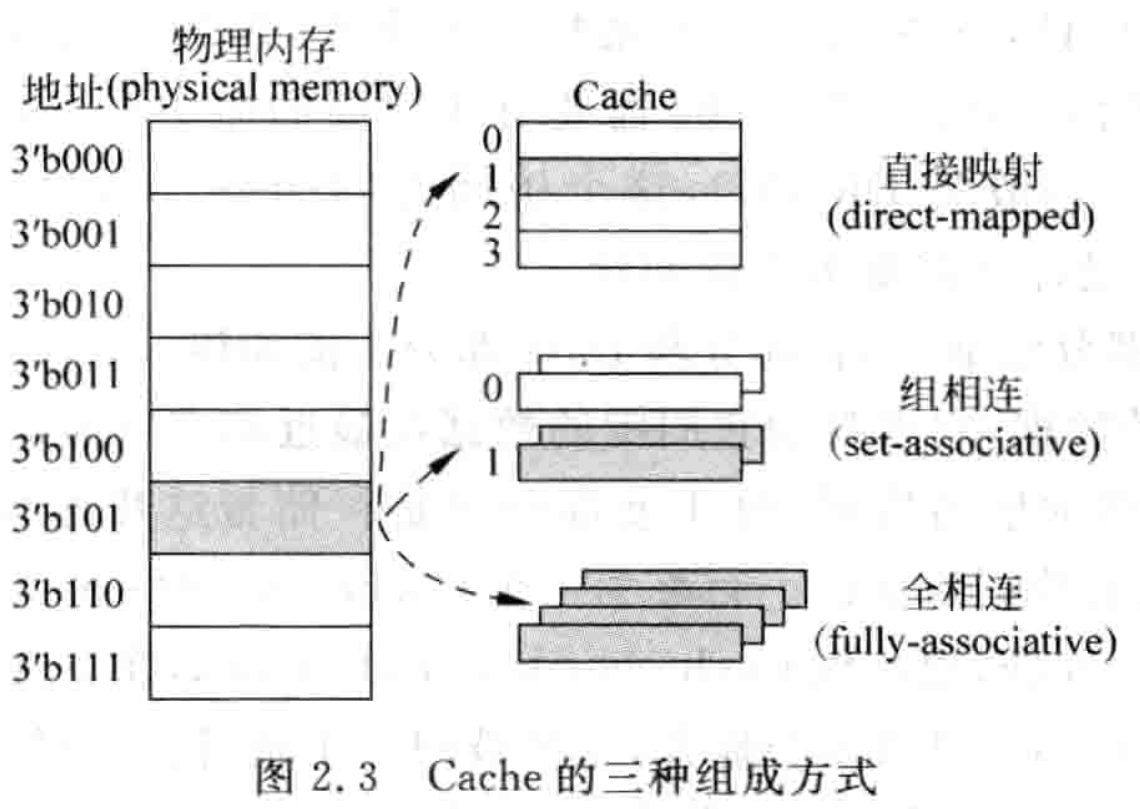 物理内存
地址(physical memory)
3'b000
3'b001
3'b010
3'b011
3'b100
3'b101
3'b110
3'b111
Cache
0
1
2
3
直接映射
(direct-mapped)
0
1
组相连
(set-associative)
全相连
(fully-associative)
图 2.3 Cache 的三种组成方式